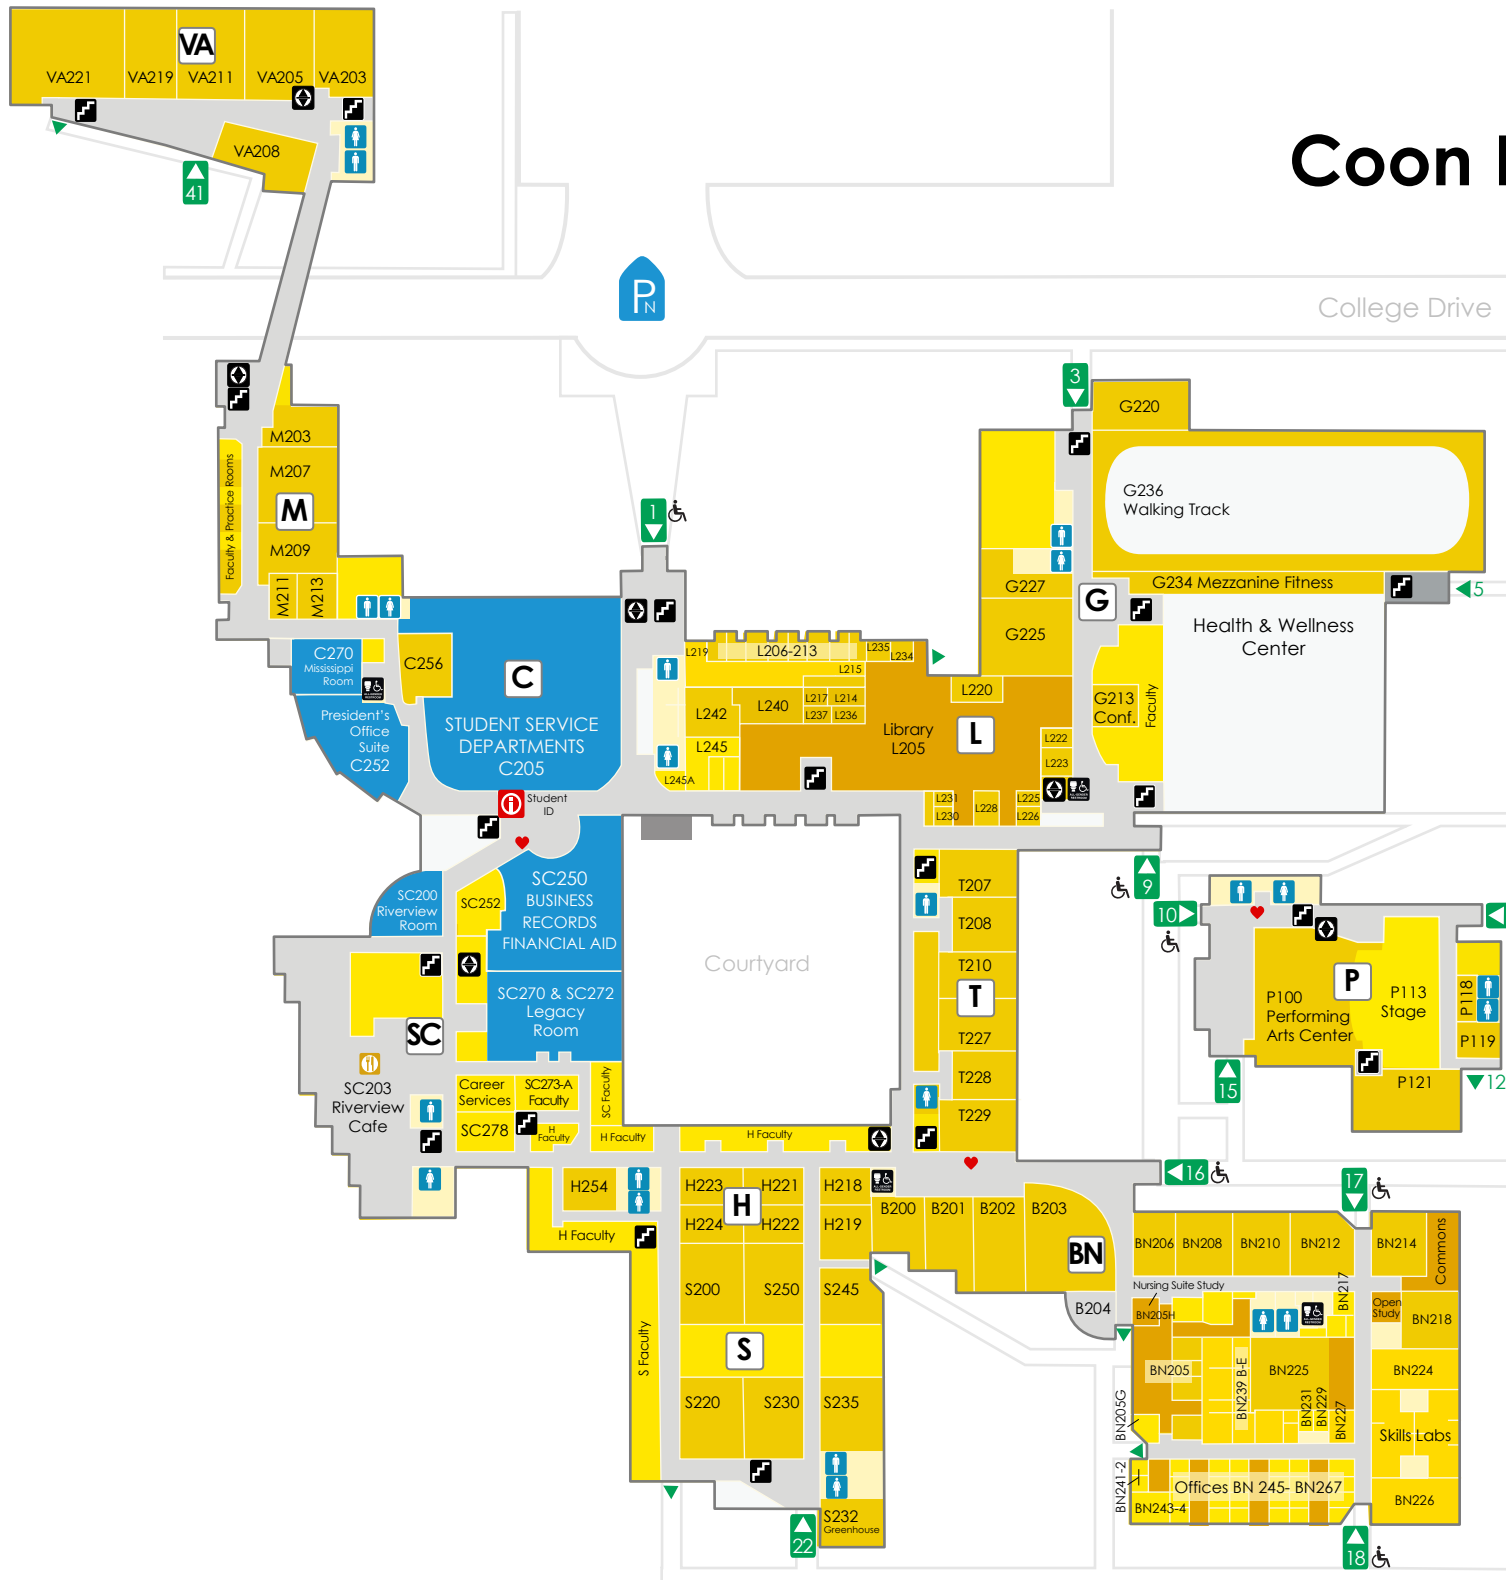 VA
VA221
VA219
VA211
VA205
VA203
VA208
41
Coon
P
N
College Drive
3
G220
G236
Walking Track
G234 Mezzanine Fitness
5
Health & Wellness
Center
G
G227
G225
G213
Conf.
Faculty
M203
M207
M
M209
M211
M213
Faculty & Practice Rooms
1
C270
Mississippi
Room
C256
C
President's
Office
Suite
C252
STUDENT SERVICE
DEPARTMENTS
C205
Student
ID
L219
L206-213
L235
L234
L215
L217
L214
L237
L236
L242
L240
L245
L245A
L220
Library
L205
L
L222
L223
L231
L230
L228
L225
L226
SC250
BUSINESS
RECORDS
FINANCIAL AID
SC200
Riverview
Room
SC252
SC270 & SC272
Legacy
Room
SC
SC203
Riverview
Cafe
Career
Services
SC273-A
Faculty
SC Faculty
SC278
H
Faculty
H Faculty
H Faculty
Courtyard
T207
T208
T210
T
T227
T228
T229
9
10
P
P100
Performing
Arts Center
P113
Stage
P118
P119
P121
15
12
16
17
H254
H Faculty
H223
H221
H
H224
H222
H218
H219
B200
B201
B202
B203
BN
B204
S Faculty
S200
S250
S245
S
S220
S230
S235
S232
Greenhouse
22
BN206
BN208
BN210
BN212
BN214
Commons
Nursing Suite Study
BN205H
BN217
Open
Study
BN218
BN205
BN239 B-E
BN225
BN231
BN229
BN227
BN224
BN205G
Skills Labs
BN241-2
BN243-4
Offices BN 245- BN267
BN226
18